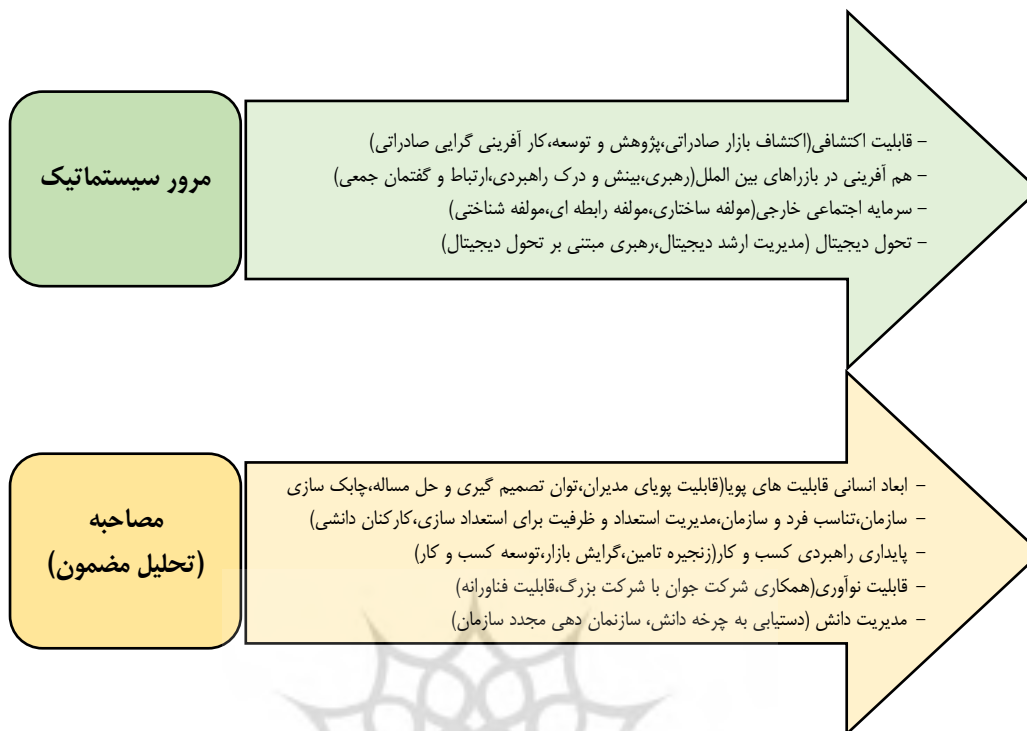 مرور سیستماتیک
– قابلیت اکتشافی(اکتشاف بازار صادراتی،پژوهش و توسعه،کار آفرینی گرایی صادراتی)
– هم آفرینی در بازراهای بین الملل(رهبری،بینش و درک راهبردی،ارتباط و گفتمان جمعی)
– سرمایه اجتماعی خارجی(مولفه ساختاری،مولفه رابطه ای،مولفه شناختی)
– تحول دیجیتال (مدیریت ارشد دیجیتال،رهبری مبتنی بر تحول دیجیتال)
مصاحبه
(تحلیل مضمون)
– ابعاد انسانی قابلیت های پویا(قابلیت پویای مدیران،توان تصمیم گیری و حل مساله،چابک سازی
– سازمان،تناسب فرد و سازمان،مدیریت استعداد و ظرفیت برای استعداد سازی،کارکنان دانشی)
– پایداری راهبردی کسب و کار(زنجیره تامین،گرایش بازار،توسعه کسب و کار)
– قابلیت نوآوری(همکاری شرکت جوان با شرکت بزرگ،قابلیت فناورانه)
– مدیریت دانش (دستیابی به چرخه دانش، سازنمان دهی مجدد سازمان)